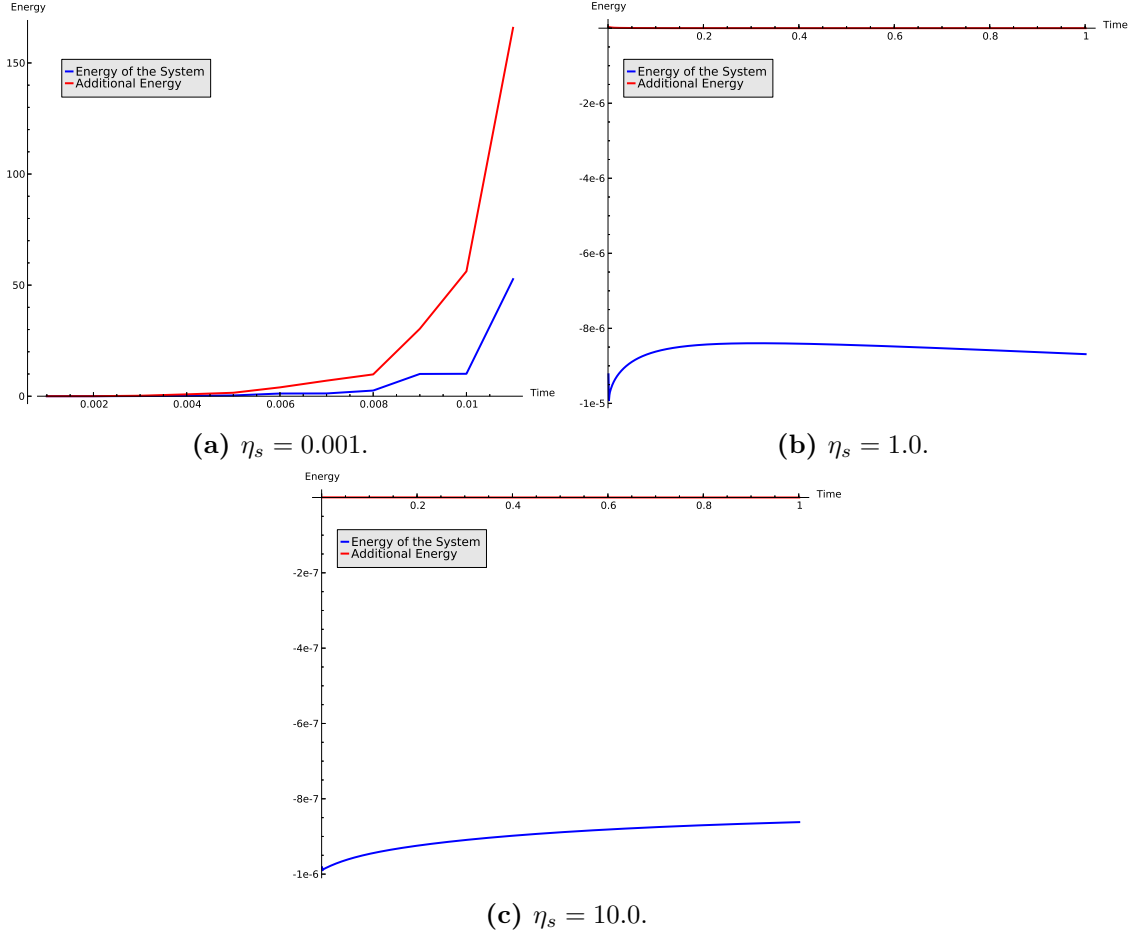 Energy
150
100
50
0
0.002 0.004 0.006 0.008 0.01
Time
Energy of the System
Additional Energy
(a) ηₛ = 0.001.
Energy
Time
0.2 0.4 0.6 0.8 1
Energy of the System
Additional Energy
-2e-6
-4e-6
-6e-6
-8e-6
-1e-5
(b) ηₛ = 1.0.
Energy
Time
0.2 0.4 0.6 0.8 1
Energy of the System
Additional Energy
-2e-7
-4e-7
-6e-7
-8e-7
-1e-6
(c) ηₛ = 10.0.